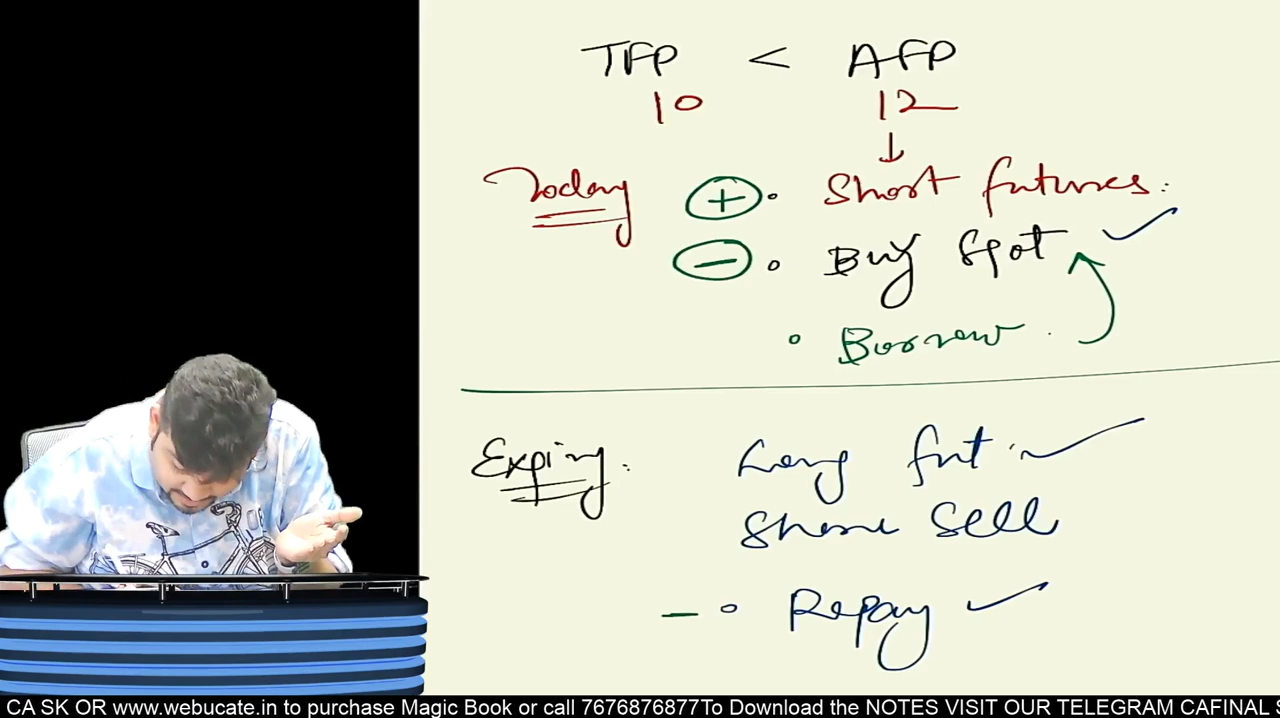 TFP < AFP
10 12
↓
Today + • Short futures.
− • Buy Spot ✓
• Borrow.
Expiry: Long fut. ✓
Share Sell
− • Repay ✓
CA SK OR www.webucate.in to purchase Magic Book or call 7676876877To Download the NOTES VISIT OUR TELEGRAM CAFINAL S